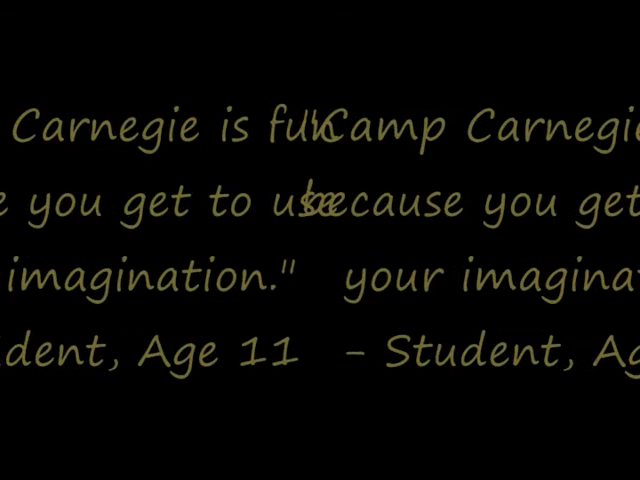 Carnegie is fun "Camp Carnegie
e you get to use because you get
imagination." your imagina
dent, Age 11 - Student, Ag